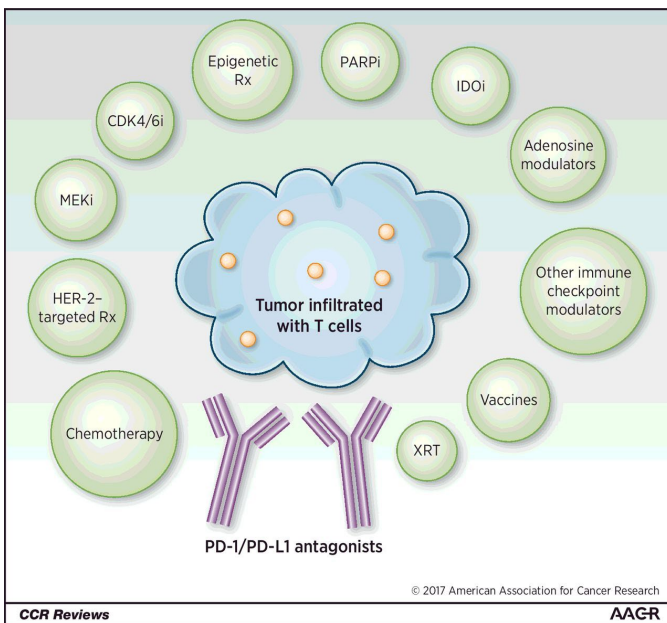 Epigenetic
Rx
PARPi
IDOi
CDK4/6i
Adenosine
modulators
MEKi
HER-2–
targeted Rx
Other immune
checkpoint
modulators
Tumor infiltrated
with T cells
Chemotherapy
Vaccines
XRT
PD-1/PD-L1 antagonists
© 2017 American Association for Cancer Research
CCR Reviews
AACR